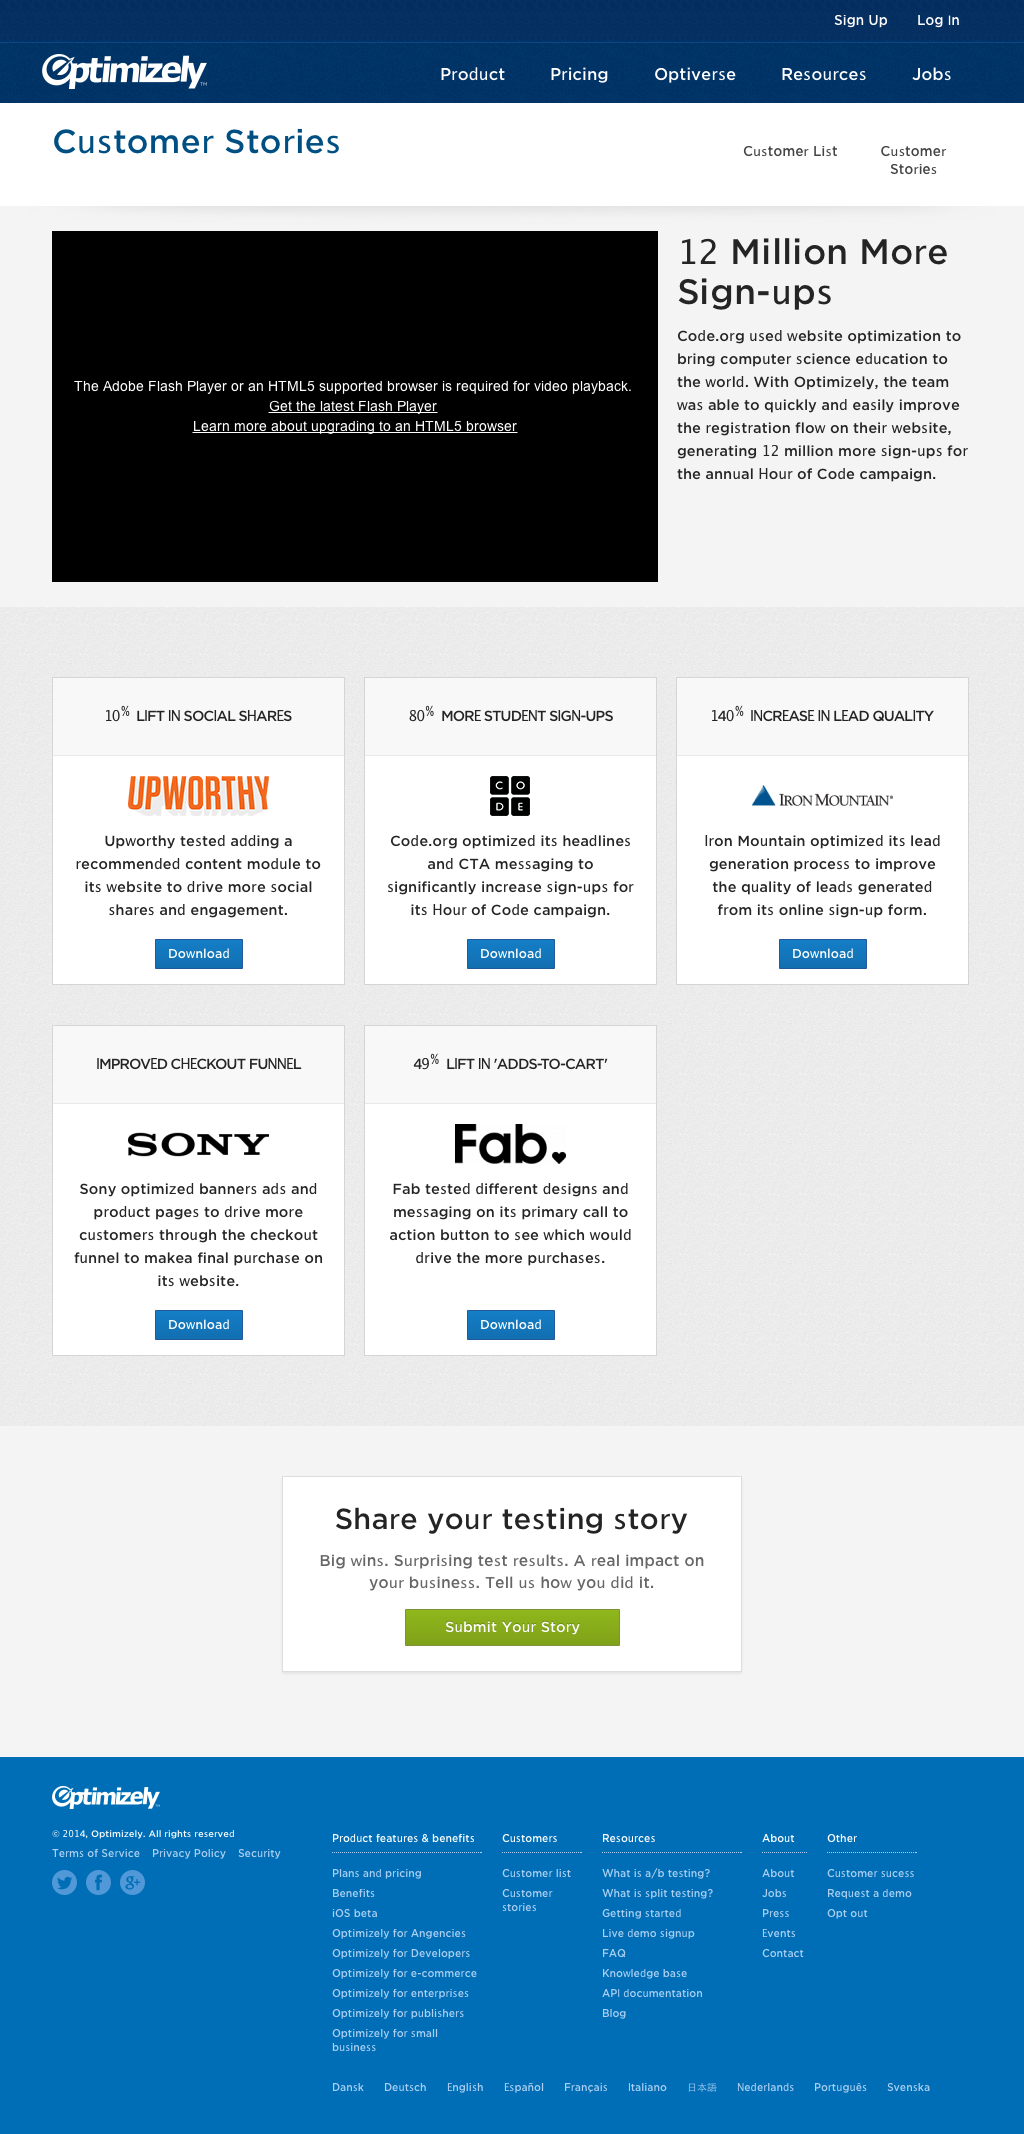 Sign Up Log In
Optimizely™
Product Pricing Optiverse Resources Jobs
Customer Stories
Customer List
Customer
Stories
The Adobe Flash Player or an HTML5 supported browser is required for video playback.
Get the latest Flash Player
Learn more about upgrading to an HTML5 browser
12 Million More
Sign-ups
Code.org used website optimization to
bring computer science education to
the world. With Optimizely, the team
was able to quickly and easily improve
the registration flow on their website,
generating 12 million more sign-ups for
the annual Hour of Code campaign.
10% LIFT IN SOCIAL SHARES
UPWORTHY
Upworthy tested adding a
recommended content module to
its website to drive more social
shares and engagement.
Download
80% MORE STUDENT SIGN-UPS
C O
D E
Code.org optimized its headlines
and CTA messaging to
significantly increase sign-ups for
its Hour of Code campaign.
Download
140% INCREASE IN LEAD QUALITY
IRON MOUNTAIN®
Iron Mountain optimized its lead
generation process to improve
the quality of leads generated
from its online sign-up form.
Download
IMPROVED CHECKOUT FUNNEL
SONY
Sony optimized banners ads and
product pages to drive more
customers through the checkout
funnel to makea final purchase on
its website.
Download
49% LIFT IN 'ADDS-TO-CART'
Fab.
Fab tested different designs and
messaging on its primary call to
action button to see which would
drive the more purchases.
Download
Share your testing story
Big wins. Surprising test results. A real impact on
your business. Tell us how you did it.
Submit Your Story
Optimizely™
© 2014, Optimizely. All rights reserved
Terms of Service Privacy Policy Security
Product features & benefits
Plans and pricing
Benefits
iOS beta
Optimizely for Angencies
Optimizely for Developers
Optimizely for e-commerce
Optimizely for enterprises
Optimizely for publishers
Optimizely for small
business
Customers
Customer list
Customer
stories
Resources
What is a/b testing?
What is split testing?
Getting started
Live demo signup
FAQ
Knowledge base
API documentation
Blog
About
About
Jobs
Press
Events
Contact
Other
Customer sucess
Request a demo
Opt out
Dansk Deutsch English Español Français Italiano 日本語 Nederlands Português Svenska